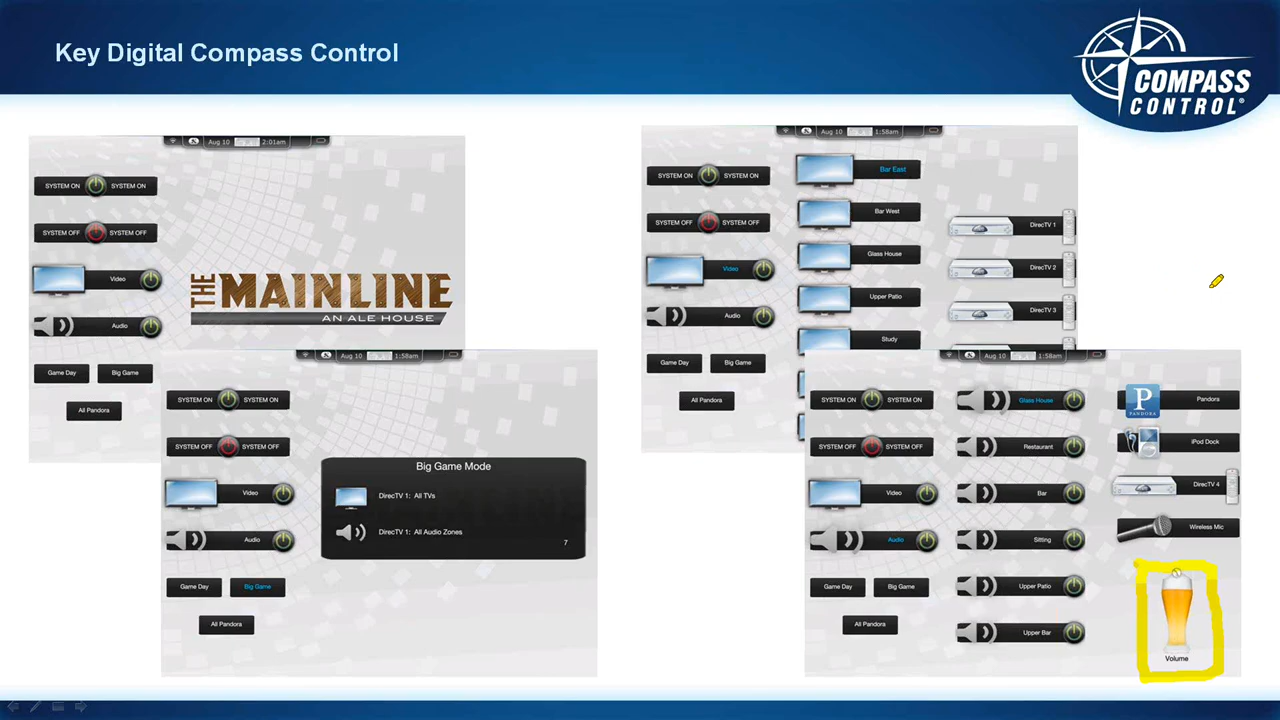 Key Digital Compass Control
COMPASS
CONTROL®
Aug 10 2:01am
SYSTEM ON SYSTEM ON
SYSTEM OFF SYSTEM OFF
Video
Audio
Game Day Big Game
All Pandora
THE MAINLINE
AN ALE HOUSE
Aug 10 1:58am
SYSTEM ON SYSTEM ON
SYSTEM OFF SYSTEM OFF
Video
Audio
Game Day Big Game
All Pandora
Big Game Mode
DirecTV 1: All TVs
DirecTV 1: All Audio Zones
7
Aug 10 1:58am
SYSTEM ON SYSTEM ON
SYSTEM OFF SYSTEM OFF
Video
Audio
Game Day Big Game
All Pandora
Bar East
Bar West
Glass House
Upper Patio
Study
DirecTV 1
DirecTV 2
DirecTV 3
Aug 10 1:58am
SYSTEM ON SYSTEM ON
SYSTEM OFF SYSTEM OFF
Video
Audio
Game Day Big Game
All Pandora
Glass House
Restaurant
Bar
Sitting
Upper Patio
Upper Bar
P
PANDORA
Pandora
iPod Dock
DirecTV 4
Wireless Mic
Volume